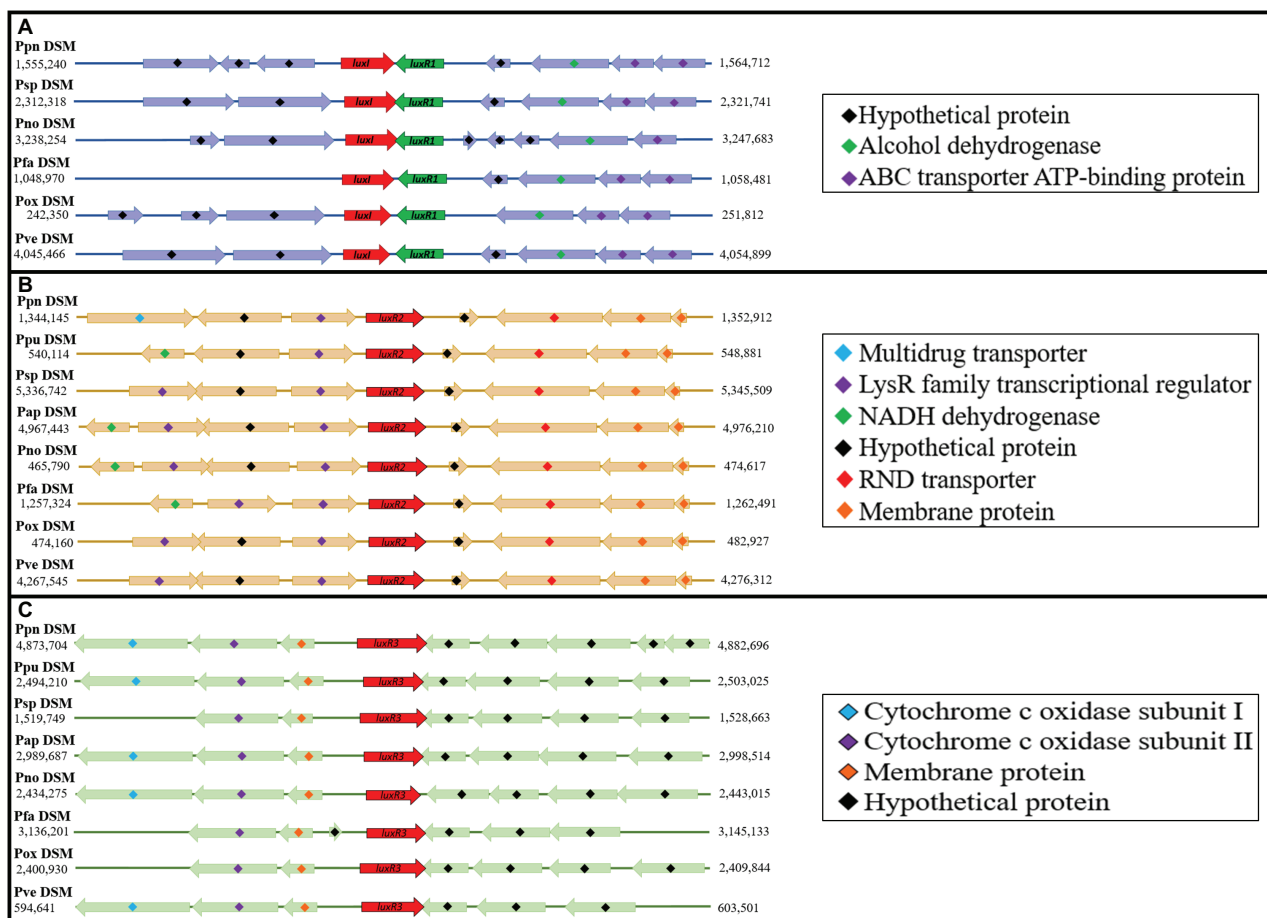 A
Ppn DSM
1,555,240 luxI luxR1 1,564,712
Psp DSM
2,312,318 luxI luxR1 2,321,741
Pno DSM
3,238,254 luxI luxR1 3,247,683
Pfa DSM
1,048,970 luxI luxR1 1,058,481
Pox DSM
242,350 luxI luxR1 251,812
Pve DSM
4,045,466 luxI luxR1 4,054,899
Hypothetical protein
Alcohol dehydrogenase
ABC transporter ATP-binding protein
B
Ppn DSM
1,344,145 luxR2 1,352,912
Ppu DSM
540,114 luxR2 548,881
Psp DSM
5,336,742 luxR2 5,345,509
Pap DSM
4,967,443 luxR2 4,976,210
Pno DSM
465,790 luxR2 474,617
Pfa DSM
1,257,324 luxR2 1,262,491
Pox DSM
474,160 luxR2 482,927
Pve DSM
4,267,545 luxR2 4,276,312
Multidrug transporter
LysR family transcriptional regulator
NADH dehydrogenase
Hypothetical protein
RND transporter
Membrane protein
C
Ppn DSM
4,873,704 luxR3 4,882,696
Ppu DSM
2,494,210 luxR3 2,503,025
Psp DSM
1,519,749 luxR3 1,528,663
Pap DSM
2,989,687 luxR3 2,998,514
Pno DSM
2,434,275 luxR3 2,443,015
Pfa DSM
3,136,201 luxR3 3,145,133
Pox DSM
2,400,930 luxR3 2,409,844
Pve DSM
594,641 luxR3 603,501
Cytochrome c oxidase subunit I
Cytochrome c oxidase subunit II
Membrane protein
Hypothetical protein